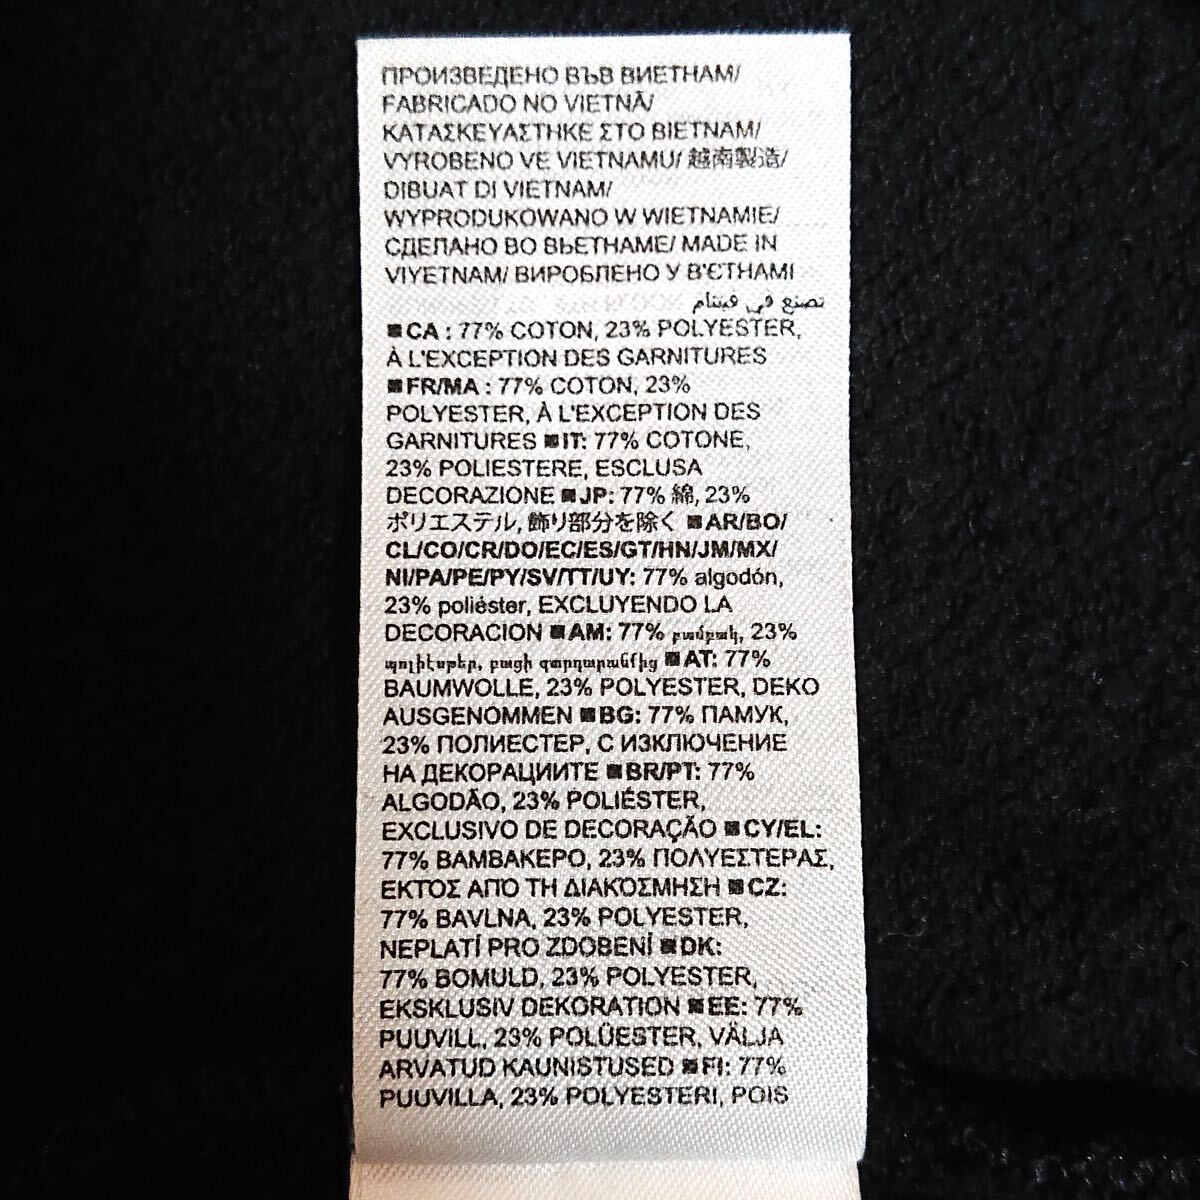 ПРОИЗВЕДЕНО ВЪВ ВИЕТНАМ/
FABRICADO NO VIETNÃ/
ΚΑΤΑΣΚΕΥΑΣΤΗΚΕ ΣΤΟ ΒΙΕΤΝΑΜ/
VYROBENO VE VIETNAMU/ 越南製造/
DIBUAT DI VIETNAM/
WYPRODUKOWANO W WIETNAMIE/
СДЕЛАНО ВО ВЬЕТНАМЕ/ MADE IN
VIYETNAM/ ВИРОБЛЕНО У В'ЄТНАМІ
تصنع في فيتنام
■CA : 77% COTON, 23% POLYESTER,
À L'EXCEPTION DES GARNITURES
■FR/MA : 77% COTON, 23%
POLYESTER, À L'EXCEPTION DES
GARNITURES ■IT: 77% COTONE,
23% POLIESTERE, ESCLUSA
DECORAZIONE ■JP: 77% 綿, 23%
ポリエステル, 飾り部分を除く ■AR/BO/
CL/CO/CR/DO/EC/ES/GT/HN/JM/MX/
NI/PA/PE/PY/SV/TT/UY: 77% algodón,
23% poliéster, EXCLUYENDO LA
DECORACION ■AM: 77% բամբակ, 23%
պոլիէսթեր, բացի զարդարանքից ■AT: 77%
BAUMWOLLE, 23% POLYESTER, DEKO
AUSGENOMMEN ■BG: 77% ПАМУК,
23% ПОЛИЕСТЕР, С ИЗКЛЮЧЕНИЕ
НА ДЕКОРАЦИИТЕ ■BR/PT: 77%
ALGODÃO, 23% POLIÉSTER,
EXCLUSIVO DE DECORAÇÃO ■CY/EL:
77% ΒΑΜΒΑΚΕΡΟ, 23% ΠΟΛΥΕΣΤΕΡΑΣ,
ΕΚΤΟΣ ΑΠΟ ΤΗ ΔΙΑΚΌΣΜΗΣΗ ■CZ:
77% BAVLNA, 23% POLYESTER,
NEPLATÍ PRO ZDOBENÍ ■DK:
77% BOMULD, 23% POLYESTER,
EKSKLUSIV DEKORATION ■EE: 77%
PUUVILL, 23% POLÜESTER, VÄLJA
ARVATUD KAUNISTUSED ■FI: 77%
PUUVILLA, 23% POLYESTERI, POIS